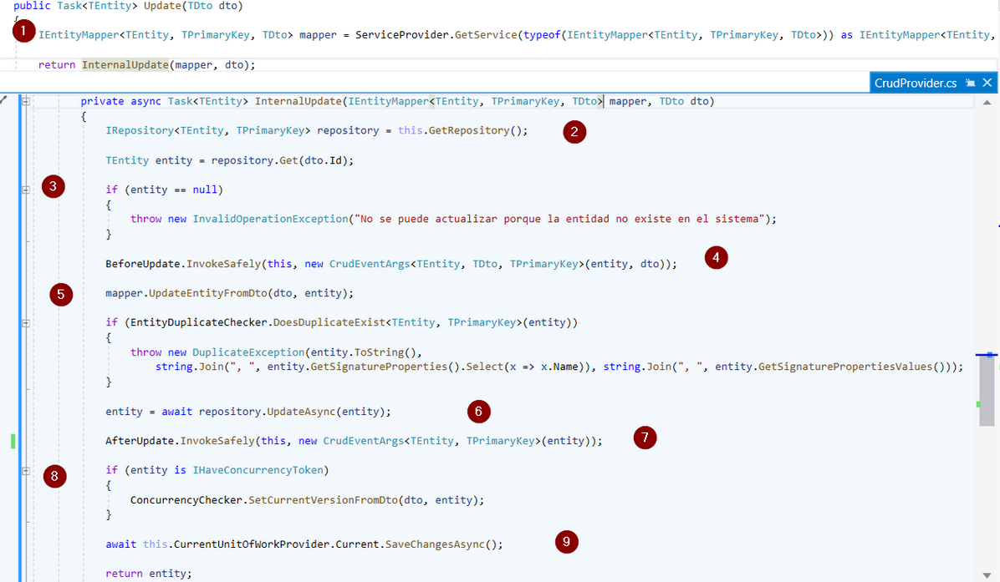 public Task<TEntity> Update(TDto dto)
{
1
IEntityMapper<TEntity, TPrimaryKey, TDto> mapper = ServiceProvider.GetService(typeof(IEntityMapper<TEntity, TPrimaryKey, TDto>)) as IEntityMapper<TEntity,
return InternalUpdate(mapper, dto);
CrudProvider.cs
private async Task<TEntity> InternalUpdate(IEntityMapper<TEntity, TPrimaryKey, TDto> mapper, TDto dto)
{
IRepository<TEntity, TPrimaryKey> repository = this.GetRepository();
2
TEntity entity = repository.Get(dto.Id);
3
if (entity == null)
{
throw new InvalidOperationException("No se puede actualizar porque la entidad no existe en el sistema");
}
BeforeUpdate.InvokeSafely(this, new CrudEventArgs<TEntity, TDto, TPrimaryKey>(entity, dto));
4
5
mapper.UpdateEntityFromDto(dto, entity);
if (EntityDuplicateChecker.DoesDuplicateExist<TEntity, TPrimaryKey>(entity))
{
throw new DuplicateException(entity.ToString(),
string.Join(", ", entity.GetSignatureProperties().Select(x => x.Name)), string.Join(", ", entity.GetSignaturePropertiesValues()));
}
entity = await repository.UpdateAsync(entity);
6
AfterUpdate.InvokeSafely(this, new CrudEventArgs<TEntity, TPrimaryKey>(entity));
7
8
if (entity is IHaveConcurrencyToken)
{
ConcurrencyChecker.SetCurrentVersionFromDto(dto, entity);
}
await this.CurrentUnitOfWorkProvider.Current.SaveChangesAsync();
9
return entity;